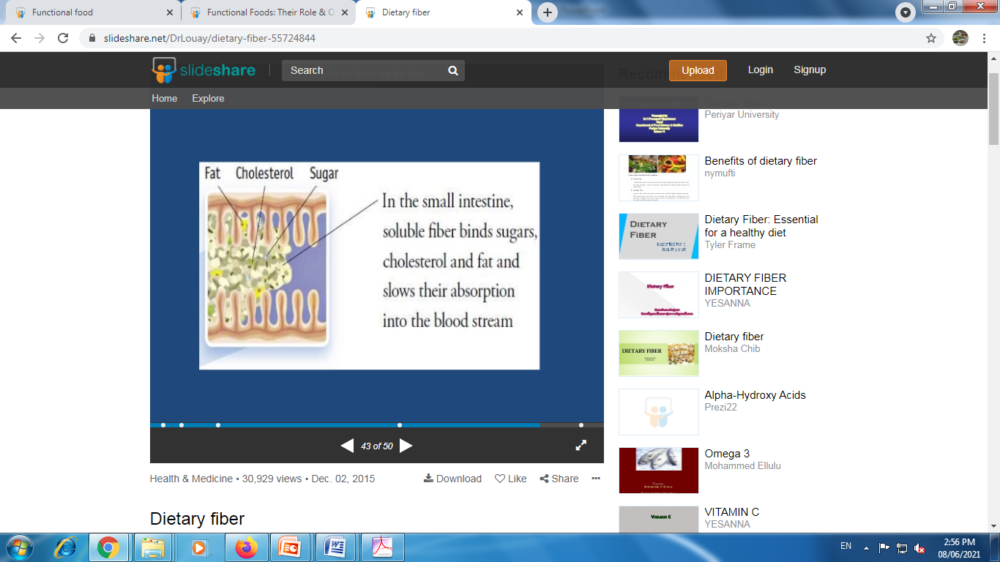 Functional food
Functional Foods: Their Role & O
Dietary fiber
slideshare.net/DrLouay/dietary-fiber-55724844
slideshare
Search
Upload
Login
Signup
Home
Explore
Fat Cholesterol Sugar
In the small intestine,
soluble fiber binds sugars,
cholesterol and fat and
slows their absorption
into the blood stream
43 of 50
Health & Medicine • 30,929 views • Dec. 02, 2015
Download
Like
Share
Dietary fiber
Periyar University
Benefits of dietary fiber
nymufti
DIETARY
FIBER
Essential for a
healthy diet
Dietary Fiber: Essential
for a healthy diet
Tyler Frame
Dietary Fiber
DIETARY FIBER
IMPORTANCE
YESANNA
DIETARY FIBER
Dietary fiber
Moksha Chib
Alpha-Hydroxy Acids
Prezi22
Omega 3
Mohammed Ellulu
VITAMIN C
VITAMIN C
YESANNA
EN
2:56 PM
08/06/2021